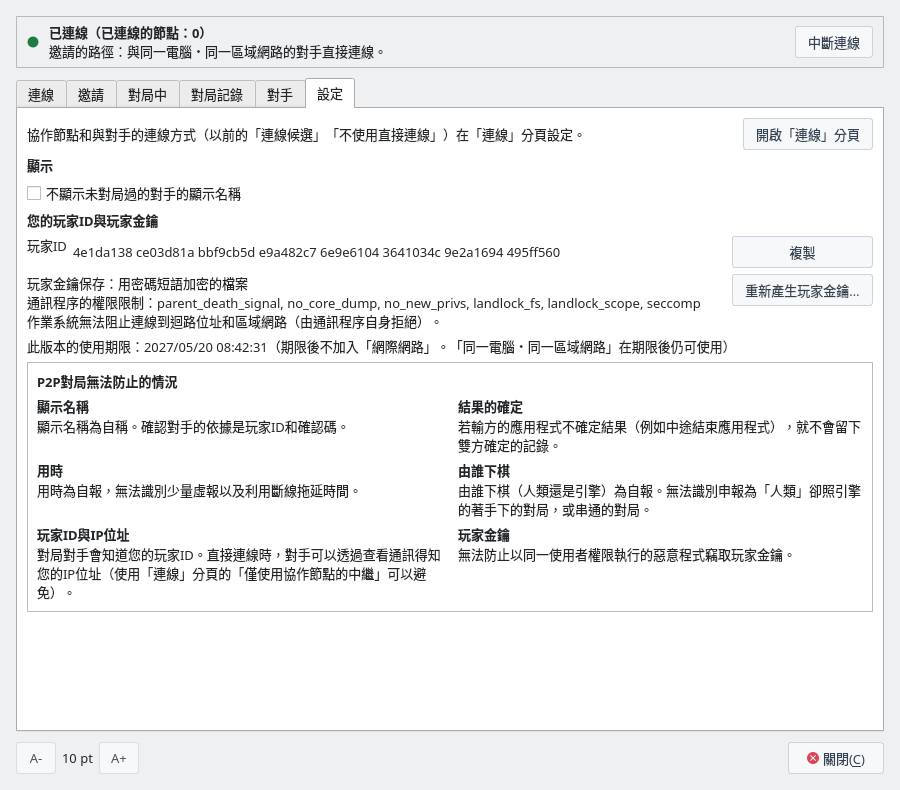 已連線（已連線的節點：0）
邀請的路徑：與同一電腦・同一區域網路的對手直接連線。
中斷連線
連線
邀請
對局中
對局記錄
對手
設定
協作節點和與對手的連線方式（以前的「連線候選」「不使用直接連線」）在「連線」分頁設定。
開啟「連線」分頁
顯示
不顯示未對局過的對手的顯示名稱
您的玩家ID與玩家金鑰
玩家ID 4e1da138 ce03d81a bbf9cb5d e9a482c7 6e9e6104 3641034c 9e2a1694 495ff560
複製
玩家金鑰保存：用密碼短語加密的檔案
重新產生玩家金鑰...
通訊程序的權限限制：parent_death_signal, no_core_dump, no_new_privs, landlock_fs, landlock_scope, seccomp
作業系統無法阻止連線到迴路位址和區域網路（由通訊程序自身拒絕）。
此版本的使用期限：2027/05/20 08:42:31（期限後不加入「網際網路」。「同一電腦・同一區域網路」在期限後仍可使用）
P2P對局無法防止的情況
顯示名稱
顯示名稱為自稱。確認對手的依據是玩家ID和確認碼。
結果的確定
若輸方的應用程式不確定結果（例如中途結束應用程式），就不會留下
雙方確定的記錄。
用時
用時為自報，無法識別少量虛報以及利用斷線拖延時間。
由誰下棋
由誰下棋（人類還是引擎）為自報。無法識別申報為「人類」卻照引擎
的著手下的對局，或串通的對局。
玩家ID與IP位址
對局對手會知道您的玩家ID。直接連線時，對手可以透過查看通訊得知
您的IP位址（使用「連線」分頁的「僅使用協作節點的中繼」可以避
免）。
玩家金鑰
無法防止以同一使用者權限執行的惡意程式竊取玩家金鑰。
A-
10 pt
A+
關閉(C)